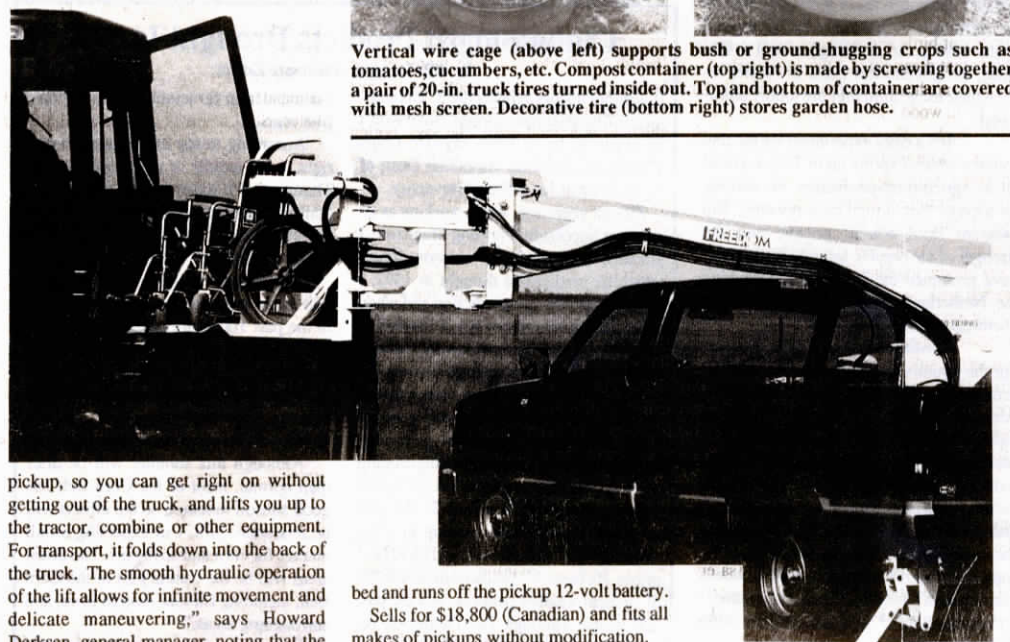 Vertical wire cage (above left) supports bush or ground-hugging crops such as
tomatoes, cucumbers, etc. Compost container (top right) is made by screwing together
a pair of 20-in. truck tires turned inside out. Top and bottom of container are covered
with mesh screen. Decorative tire (bottom right) stores garden hose.
FREEDOM
pickup, so you can get right on without
getting out of the truck, and lifts you up to
the tractor, combine or other equipment.
For transport, it folds down into the back of
the truck. The smooth hydraulic operation
of the lift allows for infinite movement and
delicate maneuvering," says Howard
general manager, noting that the
bed and runs off the pickup 12-volt battery.
Sells for $18,800 (Canadian) and fits all
makes of pickups without modification.